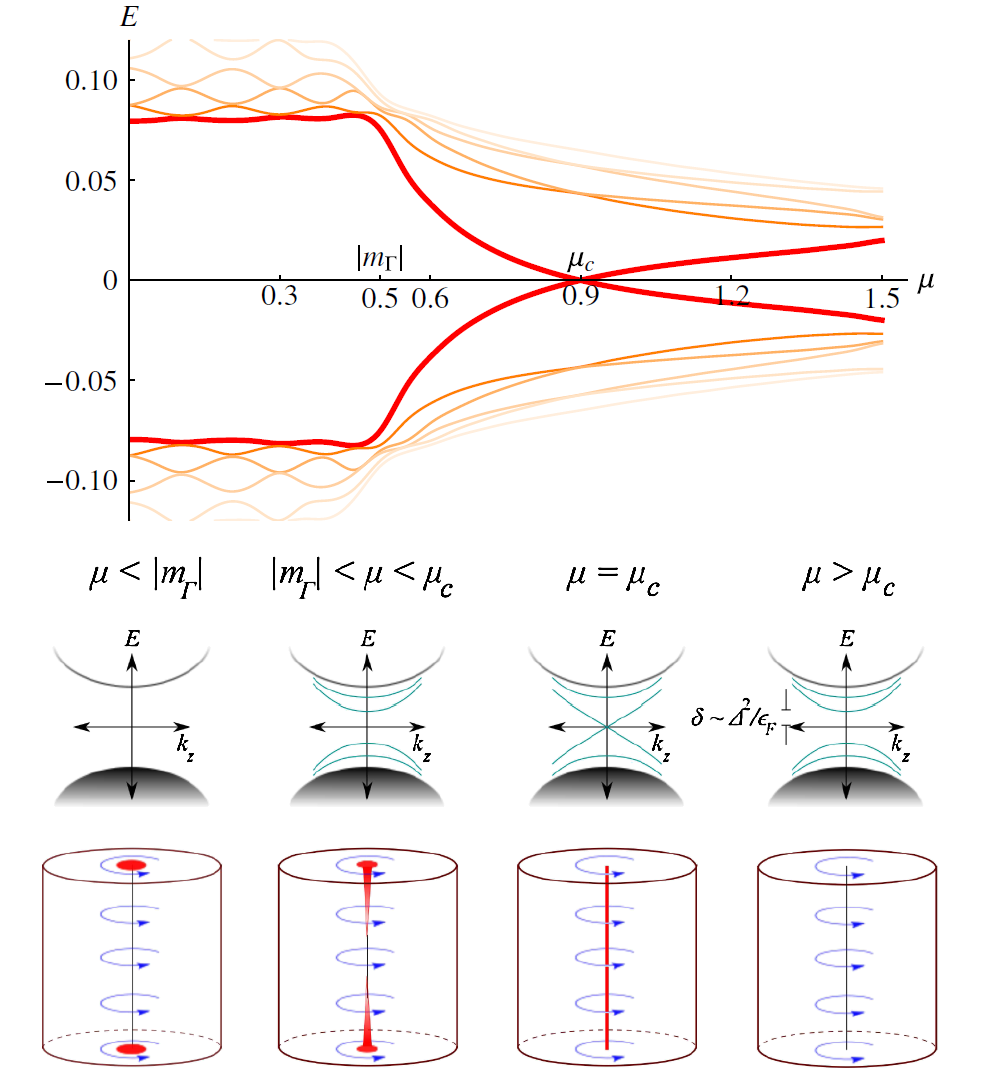 E
0.10
0.05
|m_Γ| μ_c
0 0.3 0.5 0.6 0.9 1.2 1.5 μ
−0.05
−0.10
μ < |m_Γ| |m_Γ| < μ < μ_c μ = μ_c μ > μ_c
E E E E
δ ~ Δ²/ϵ_F
k_z k_z k_z k_z